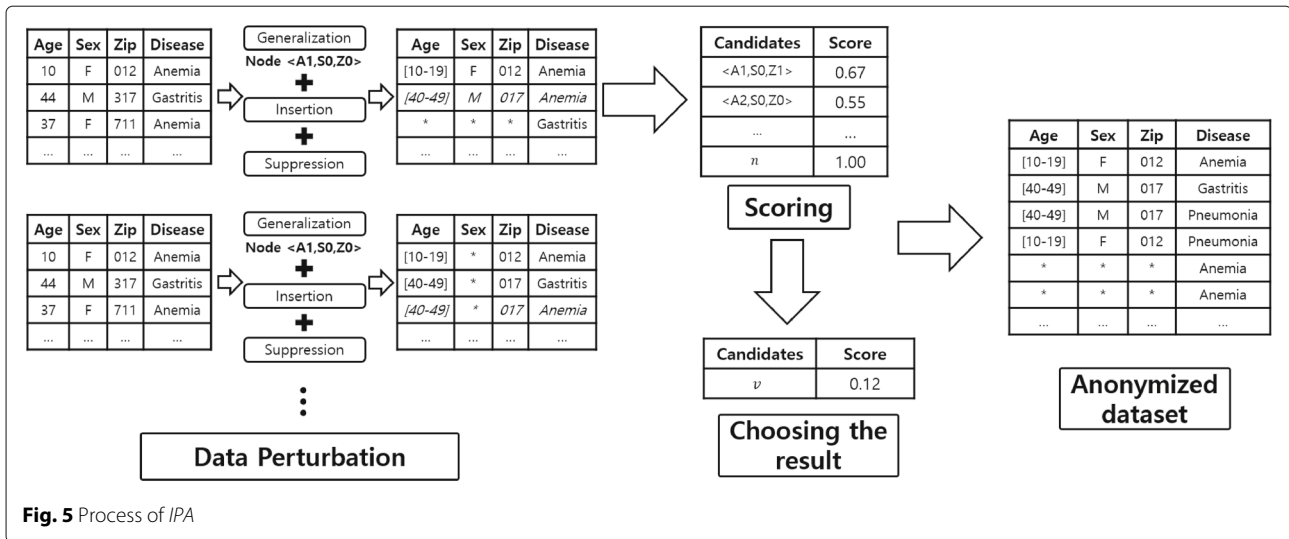 Age Sex Zip Disease
10 F 012 Anemia
44 M 317 Gastritis
37 F 711 Anemia
... ... ... ...
Generalization
Node <A1,S0,Z0>
+
Insertion
+
Suppression
Age Sex Zip Disease
[10-19] F 012 Anemia
[40-49] M 017 Anemia
* * * Gastritis
... ... ... ...
Age Sex Zip Disease
10 F 012 Anemia
44 M 317 Gastritis
37 F 711 Anemia
... ... ... ...
Generalization
Node <A1,S0,Z0>
+
Insertion
+
Suppression
Age Sex Zip Disease
[10-19] * 012 Anemia
[40-49] * 017 Gastritis
[40-49] * 017 Anemia
... ... ... ...
Data Perturbation
Candidates Score
<A1,S0,Z1> 0.67
<A2,S0,Z0> 0.55
... ...
n 1.00
Scoring
Candidates Score
v 0.12
Choosing the
result
Age Sex Zip Disease
[10-19] F 012 Anemia
[40-49] M 017 Gastritis
[40-49] M 017 Pneumonia
[10-19] F 012 Pneumonia
* * * Anemia
* * * Anemia
... ... ... ...
Anonymized
dataset
Fig. 5 Process of IPA